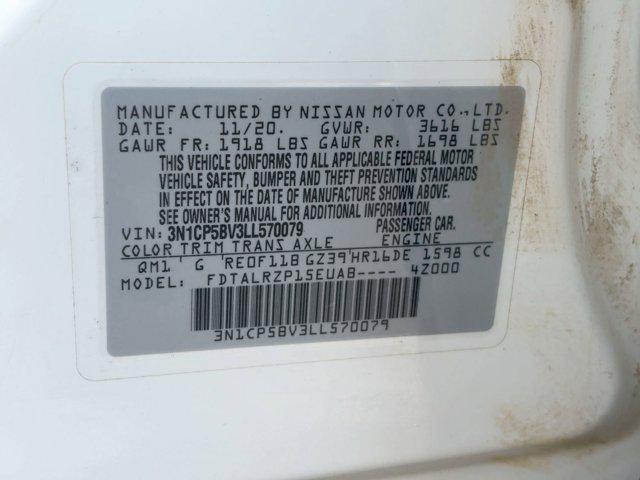 MANUFACTURED BY NISSAN MOTOR CO., LTD.
DATE: 11/20. GVWR: 3616 LBS
GAWR FR: 1918 LBS GAWR RR: 1698 LBS
THIS VEHICLE CONFORMS TO ALL APPLICABLE FEDERAL MOTOR
VEHICLE SAFETY, BUMPER AND THEFT PREVENTION STANDARDS
IN EFFECT ON THE DATE OF MANUFACTURE SHOWN ABOVE.
SEE OWNER'S MANUAL FOR ADDITIONAL INFORMATION.
VIN: 3N1CP5BV3LL570079 PASSENGER CAR.
COLOR TRIM TRANS AXLE ENGINE
QM1 G RE0F11B GZ39 HR16DE 1598 CC
MODEL: FDTALRZP15EUAB---- 4Z000
3N1CP5BV3LL570079